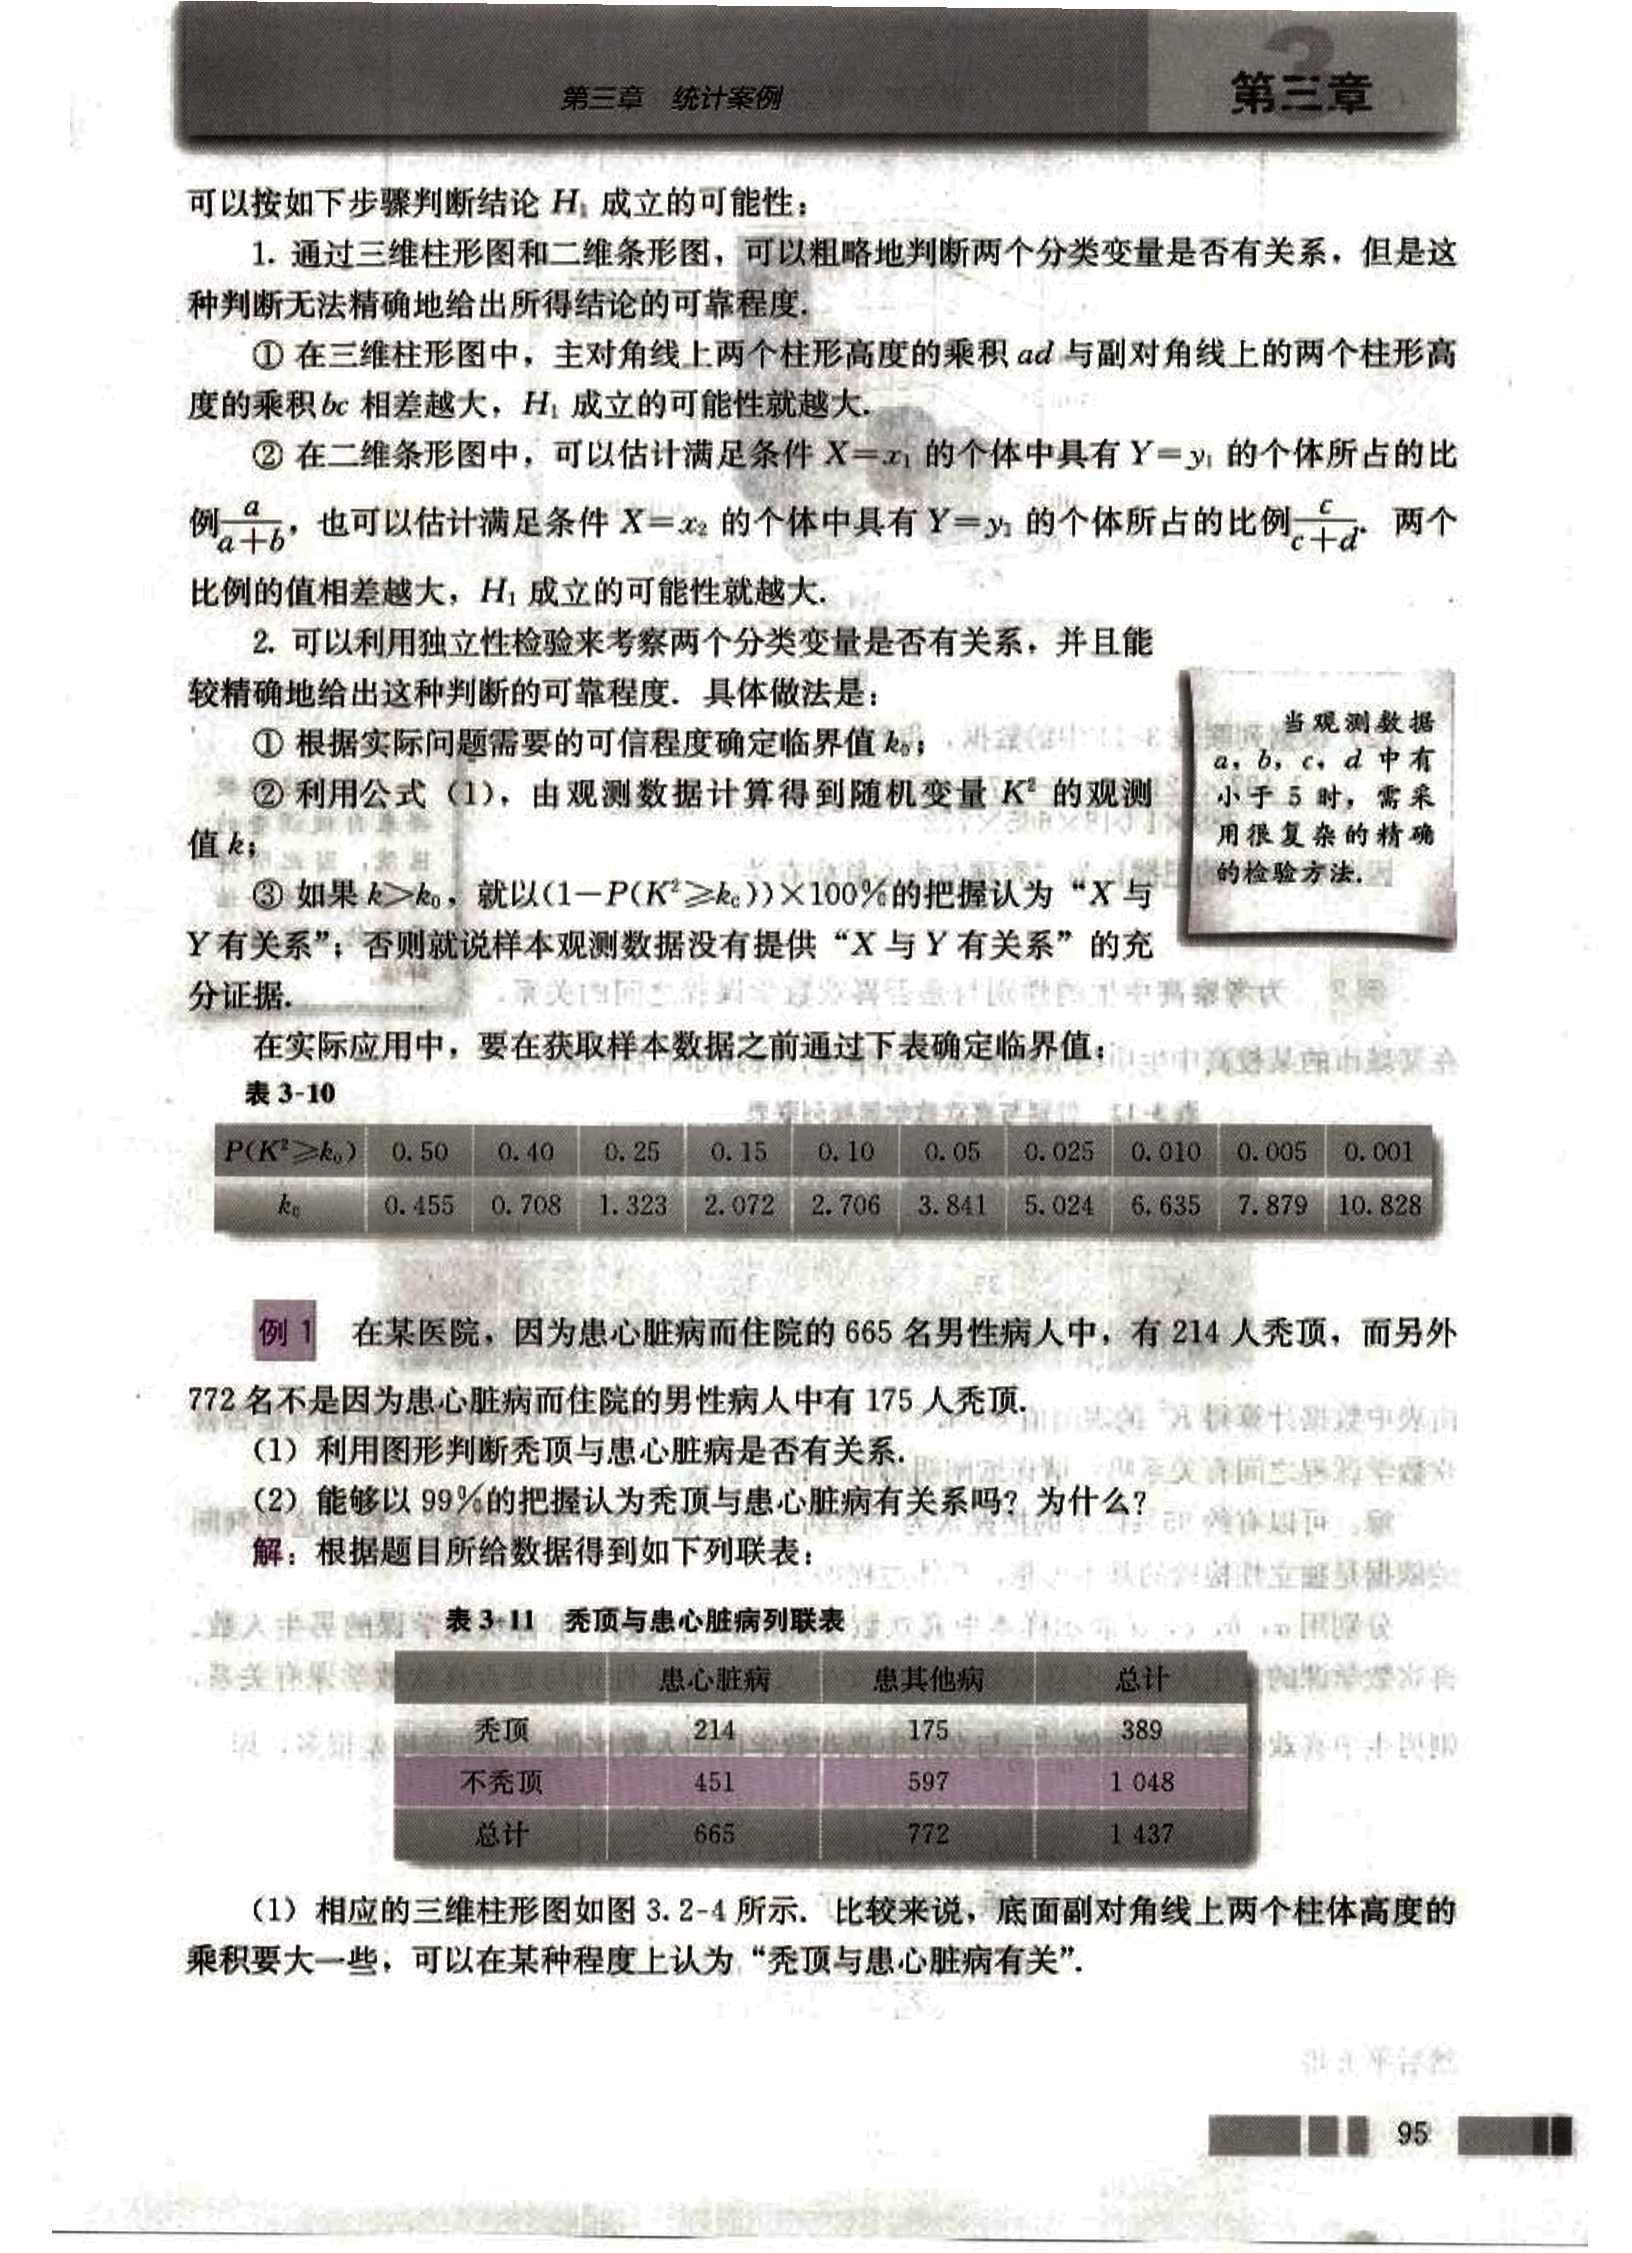 第三章 统计案例
第三章
可以按如下步骤判断结论 H₁ 成立的可能性：
1. 通过三维柱形图和二维条形图，可以粗略地判断两个分类变量是否有关系，但是这
种判断无法精确地给出所得结论的可靠程度.
① 在三维柱形图中，主对角线上两个柱形高度的乘积 ad 与副对角线上的两个柱形高
度的乘积 bc 相差越大，H₁ 成立的可能性就越大.
② 在二维条形图中，可以估计满足条件 X=x₁ 的个体中具有 Y=y₁ 的个体所占的比
例 a/(a+b)，也可以估计满足条件 X=x₂ 的个体中具有 Y=y₁ 的个体所占的比例 c/(c+d). 两个
比例的值相差越大，H₁ 成立的可能性就越大.
2. 可以利用独立性检验来考察两个分类变量是否有关系，并且能
较精确地给出这种判断的可靠程度. 具体做法是：
① 根据实际问题需要的可信程度确定临界值 k₀；
② 利用公式（1），由观测数据计算得到随机变量 K² 的观测
值 k；
③ 如果 k>k₀，就以(1−P(K²≥k₀))×100%的把握认为“X 与
Y 有关系”；否则就说样本观测数据没有提供“X 与 Y 有关系”的充
分证据.
当观测数据
a，b，c，d 中有
小于 5 时，需采
用很复杂的精确
的检验方法.
在实际应用中，要在获取样本数据之前通过下表确定临界值：
表 3-10
P(K²≥k₀) 0.50 0.40 0.25 0.15 0.10 0.05 0.025 0.010 0.005 0.001
k₀ 0.455 0.708 1.323 2.072 2.706 3.841 5.024 6.635 7.879 10.828
例 1 在某医院，因为患心脏病而住院的 665 名男性病人中，有 214 人秃顶，而另外
772 名不是因为患心脏病而住院的男性病人中有 175 人秃顶.
（1）利用图形判断秃顶与患心脏病是否有关系.
（2）能够以 99%的把握认为秃顶与患心脏病有关系吗？为什么？
解：根据题目所给数据得到如下列联表：
表 3-11 秃顶与患心脏病列联表
患心脏病 患其他病 总计
秃顶 214 175 389
不秃顶 451 597 1 048
总计 665 772 1 437
（1）相应的三维柱形图如图 3.2-4 所示. 比较来说，底面副对角线上两个柱体高度的
乘积要大一些，可以在某种程度上认为“秃顶与患心脏病有关”.
95